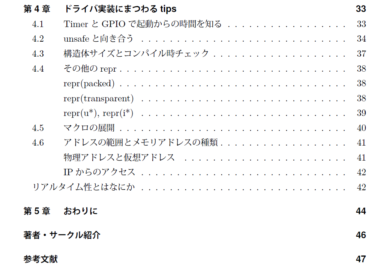 第 4 章 ドライバ実装にまつわる tips 33
4.1 Timer と GPIO で起動からの時間を知る . . . . . . . . . . . . . . . 33
4.2 unsafe と向き合う . . . . . . . . . . . . . . . . . . . . . . . . . 34
4.3 構造体サイズとコンパイル時チェック . . . . . . . . . . . . . . . . 37
4.4 その他の repr . . . . . . . . . . . . . . . . . . . . . . . . . . . 38
repr(packed) . . . . . . . . . . . . . . . . . . . . . . . . . . . 38
repr(transparent) . . . . . . . . . . . . . . . . . . . . . . . . 38
repr(u*), repr(i*) . . . . . . . . . . . . . . . . . . . . . . . . 39
4.5 マクロの展開 . . . . . . . . . . . . . . . . . . . . . . . . . . . 40
4.6 アドレスの範囲とメモリアドレスの種類 . . . . . . . . . . . . . . . 41
物理アドレスと仮想アドレス . . . . . . . . . . . . . . . . . . . . 41
IP からのアクセス . . . . . . . . . . . . . . . . . . . . . . . . . 42
リアルタイム性とはなにか . . . . . . . . . . . . . . . . . . . . . . . 42
第 5 章 おわりに 44
著者・サークル紹介 46
参考文献 47